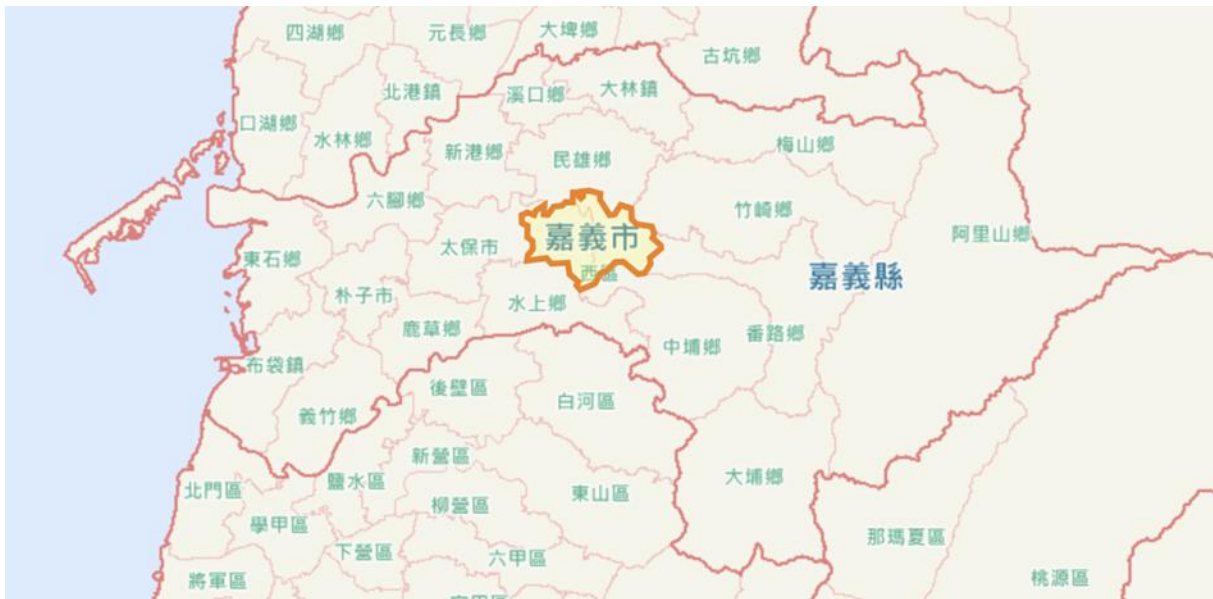 四湖鄉
元長鄉
大埤鄉
古坑鄉
北港鎮
溪口鄉
大林鎮
口湖鄉
水林鄉
新港鄉
民雄鄉
梅山鄉
六腳鄉
竹崎鄉
太保市
嘉義市
阿里山鄉
東石鄉
西區
嘉義縣
朴子市
水上鄉
鹿草鄉
中埔鄉
番路鄉
布袋鎮
後壁區
白河區
義竹鄉
新營區
北門區
鹽水區
東山區
大埔鄉
柳營區
學甲區
下營區
六甲區
那瑪夏區
將軍區
桃源區